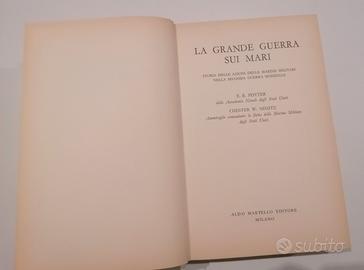 LA GRANDE GUERRA
SUI MARI
STORIA DELLE AZIONI DELLE MARINE MILITARI
NELLA SECONDA GUERRA MONDIALE
E. B. POTTER
della Accademia Navale degli Stati Uniti
CHESTER W. NIMITZ
Ammiraglio comandante la flotta della Marina Militare
degli Stati Uniti
ALDO MARTELLO EDITORE
MILANO
subito